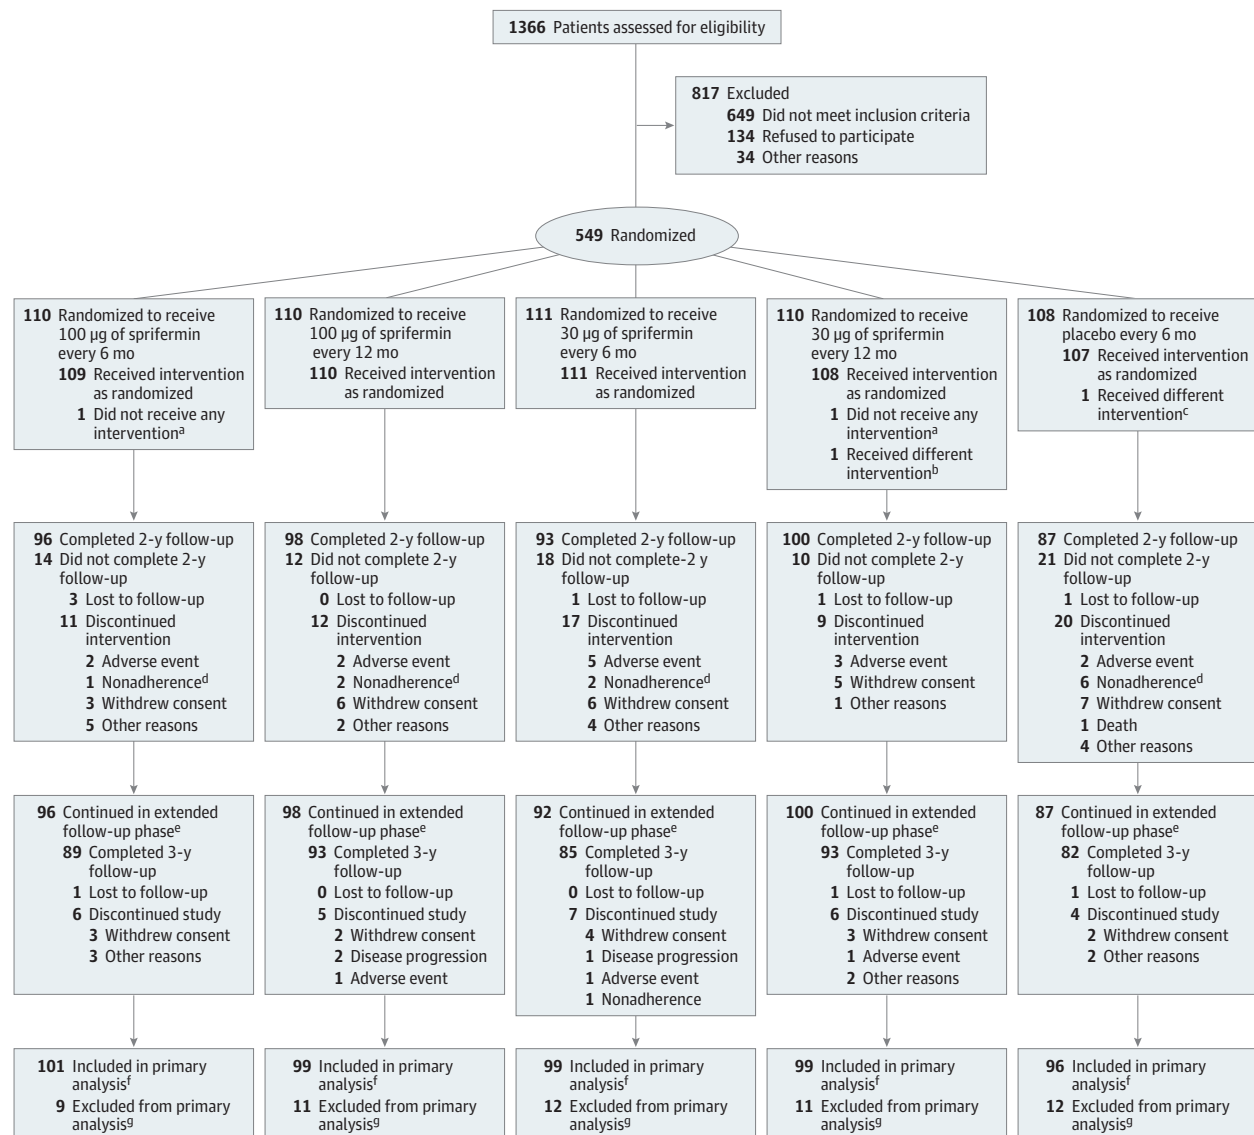 1366 Patients assessed for eligibility
817 Excluded
649 Did not meet inclusion criteria
134 Refused to participate
34 Other reasons
549 Randomized
110 Randomized to receive
100 μg of sprifermin
every 6 mo
109 Received intervention
as randomized
1 Did not receive any
intervention^a
110 Randomized to receive
100 μg of sprifermin
every 12 mo
110 Received intervention
as randomized
111 Randomized to receive
30 μg of sprifermin
every 6 mo
111 Received intervention
as randomized
110 Randomized to receive
30 μg of sprifermin
every 12 mo
108 Received intervention
as randomized
1 Did not receive any
intervention^a
1 Received different
intervention^b
108 Randomized to receive
placebo every 6 mo
107 Received intervention
as randomized
1 Received different
intervention^c
96 Completed 2-y follow-up
14 Did not complete 2-y
follow-up
3 Lost to follow-up
11 Discontinued
intervention
2 Adverse event
1 Nonadherence^d
3 Withdrew consent
5 Other reasons
98 Completed 2-y follow-up
12 Did not complete 2-y
follow-up
0 Lost to follow-up
12 Discontinued
intervention
2 Adverse event
2 Nonadherence^d
6 Withdrew consent
2 Other reasons
93 Completed 2-y follow-up
18 Did not complete-2 y
follow-up
1 Lost to follow-up
17 Discontinued
intervention
5 Adverse event
2 Nonadherence^d
6 Withdrew consent
4 Other reasons
100 Completed 2-y follow-up
10 Did not complete 2-y
follow-up
1 Lost to follow-up
9 Discontinued
intervention
3 Adverse event
5 Withdrew consent
1 Other reasons
87 Completed 2-y follow-up
21 Did not complete 2-y
follow-up
1 Lost to follow-up
20 Discontinued
intervention
2 Adverse event
6 Nonadherence^d
7 Withdrew consent
1 Death
4 Other reasons
96 Continued in extended
follow-up phase^e
89 Completed 3-y
follow-up
1 Lost to follow-up
6 Discontinued study
3 Withdrew consent
3 Other reasons
98 Continued in extended
follow-up phase^e
93 Completed 3-y
follow-up
0 Lost to follow-up
5 Discontinued study
2 Withdrew consent
2 Disease progression
1 Adverse event
92 Continued in extended
follow-up phase^e
85 Completed 3-y
follow-up
0 Lost to follow-up
7 Discontinued study
4 Withdrew consent
1 Disease progression
1 Adverse event
1 Nonadherence
100 Continued in extended
follow-up phase^e
93 Completed 3-y
follow-up
1 Lost to follow-up
6 Discontinued study
3 Withdrew consent
1 Adverse event
2 Other reasons
87 Continued in extended
follow-up phase^e
82 Completed 3-y
follow-up
1 Lost to follow-up
4 Discontinued study
2 Withdrew consent
2 Other reasons
101 Included in primary
analysis^f
9 Excluded from primary
analysis^g
99 Included in primary
analysis^f
11 Excluded from primary
analysis^g
99 Included in primary
analysis^f
12 Excluded from primary
analysis^g
99 Included in primary
analysis^f
11 Excluded from primary
analysis^g
96 Included in primary
analysis^f
12 Excluded from primary
analysis^g